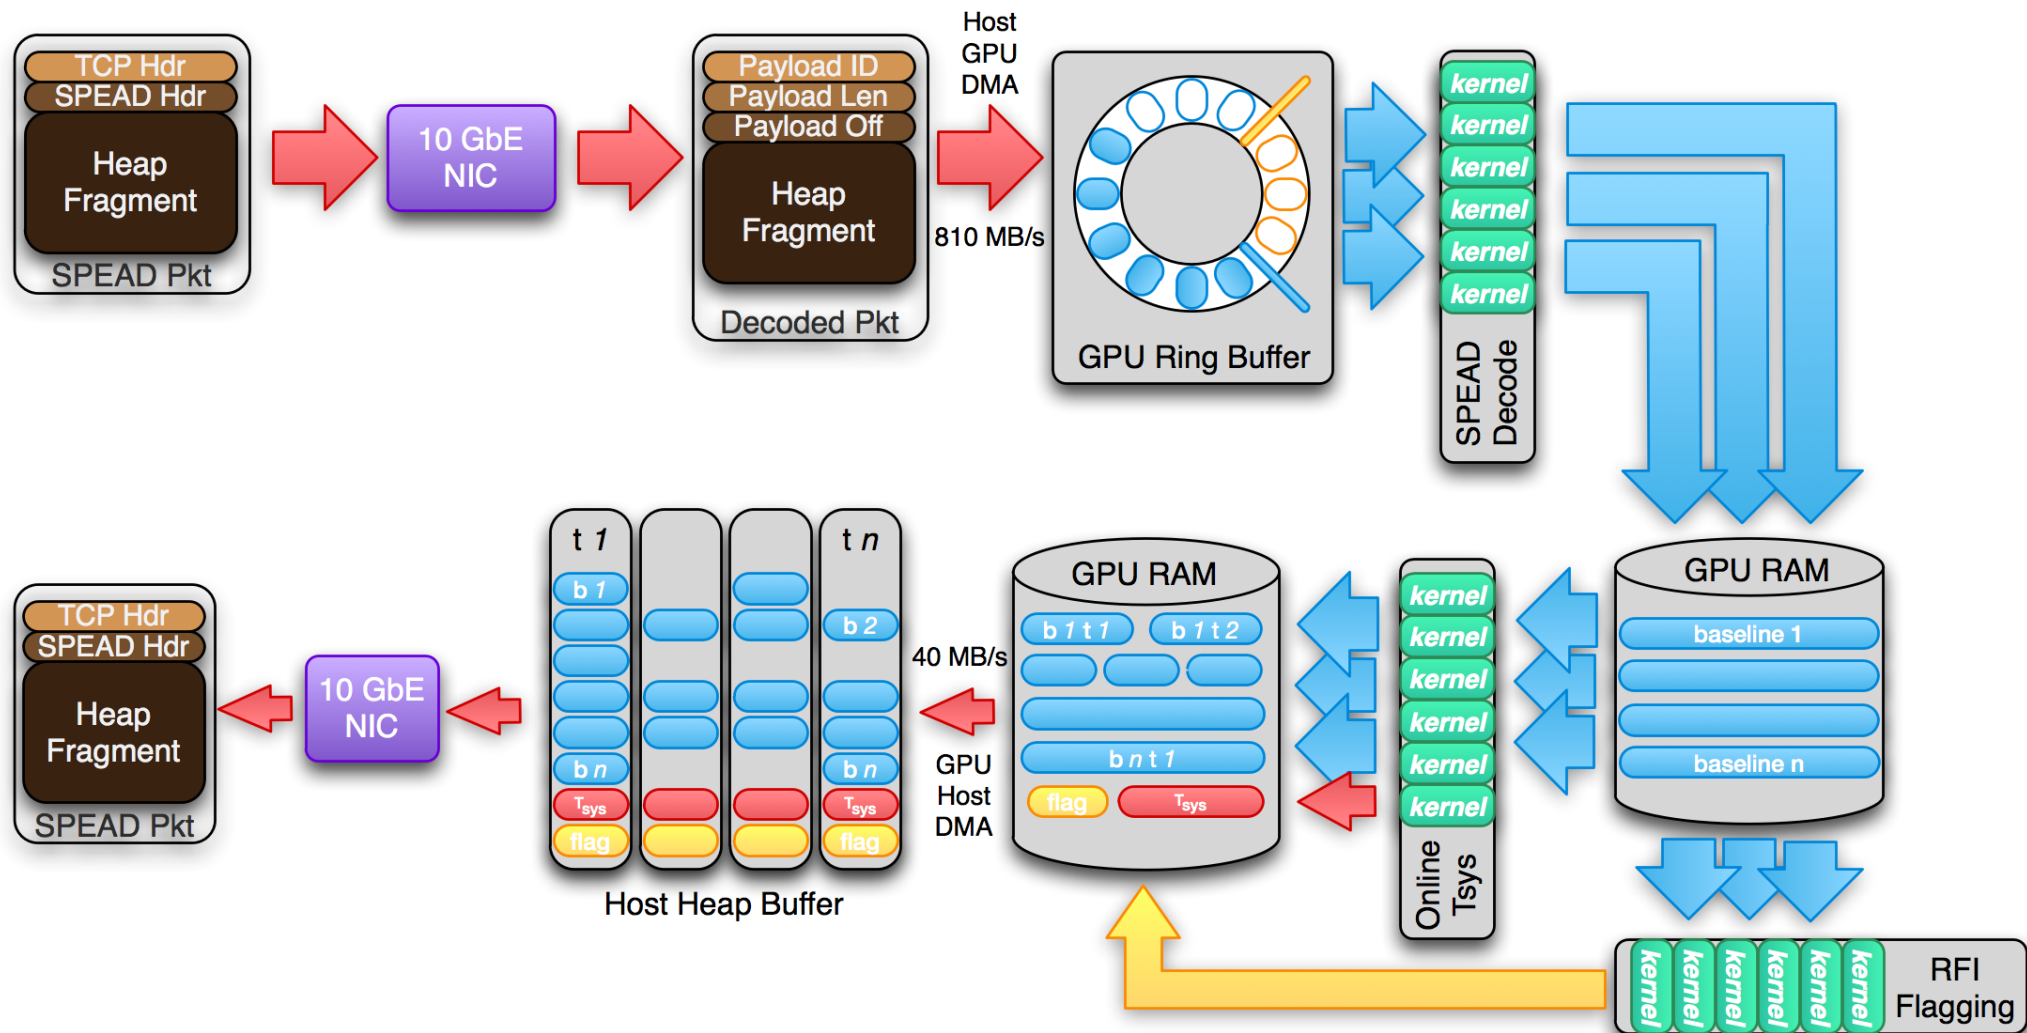 TCP Hdr
SPEAD Hdr
Heap
Fragment
SPEAD Pkt
10 GbE
NIC
Payload ID
Payload Len
Payload Off
Heap
Fragment
Decoded Pkt
Host
GPU
DMA
810 MB/s
GPU Ring Buffer
kernel
kernel
kernel
kernel
kernel
kernel
SPEAD
Decode
GPU RAM
baseline 1
baseline n
kernel
kernel
kernel
kernel
kernel
kernel
RFI
Flagging
kernel
kernel
kernel
kernel
kernel
kernel
Online
Tsys
GPU RAM
b 1 t 1
b 1 t 2
b n t 1
flag
Tsys
40 MB/s
GPU
Host
DMA
t 1
b 1
b n
Tsys
flag
t n
b 2
b n
Tsys
flag
Host Heap Buffer
10 GbE
NIC
TCP Hdr
SPEAD Hdr
Heap
Fragment
SPEAD Pkt